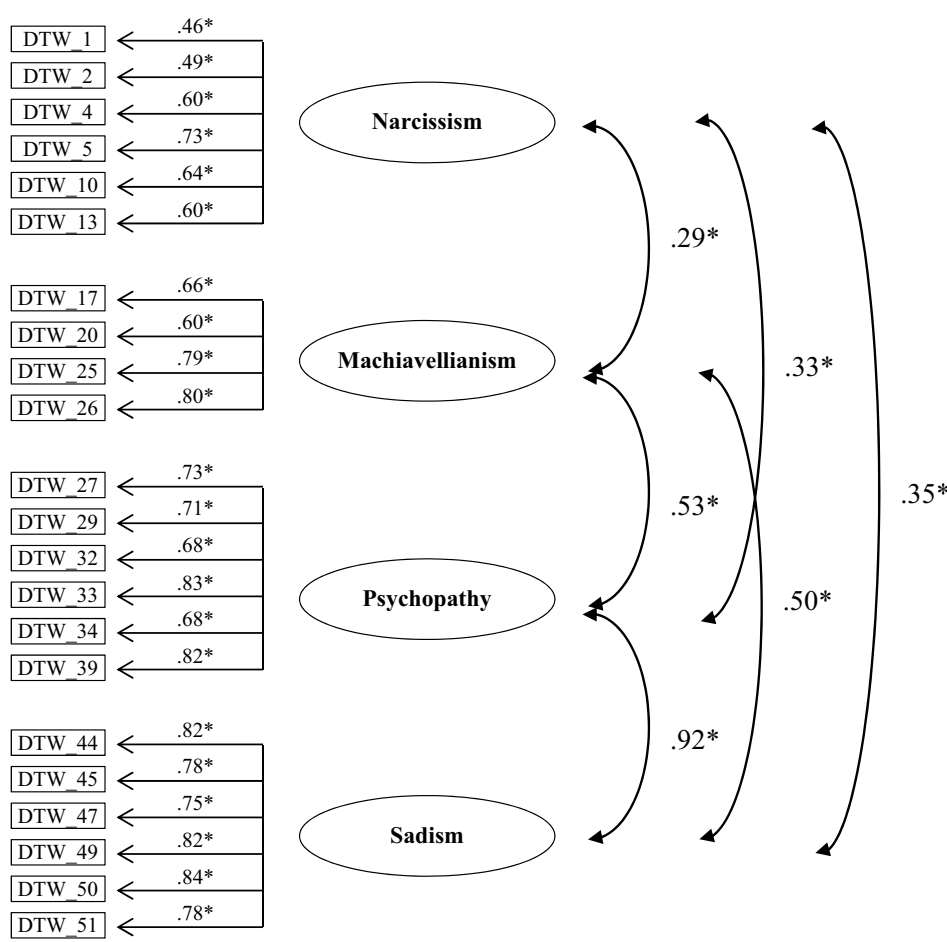 DTW_1 .46*
DTW_2 .49*
DTW_4 .60*
DTW_5 .73*
DTW_10 .64*
DTW_13 .60*
Narcissism
DTW_17 .66*
DTW_20 .60*
DTW_25 .79*
DTW_26 .80*
Machiavellianism
DTW_27 .73*
DTW_29 .71*
DTW_32 .68*
DTW_33 .83*
DTW_34 .68*
DTW_39 .82*
Psychopathy
DTW_44 .82*
DTW_45 .78*
DTW_47 .75*
DTW_49 .82*
DTW_50 .84*
DTW_51 .78*
Sadism
.29*
.33*
.53*
.35*
.50*
.92*